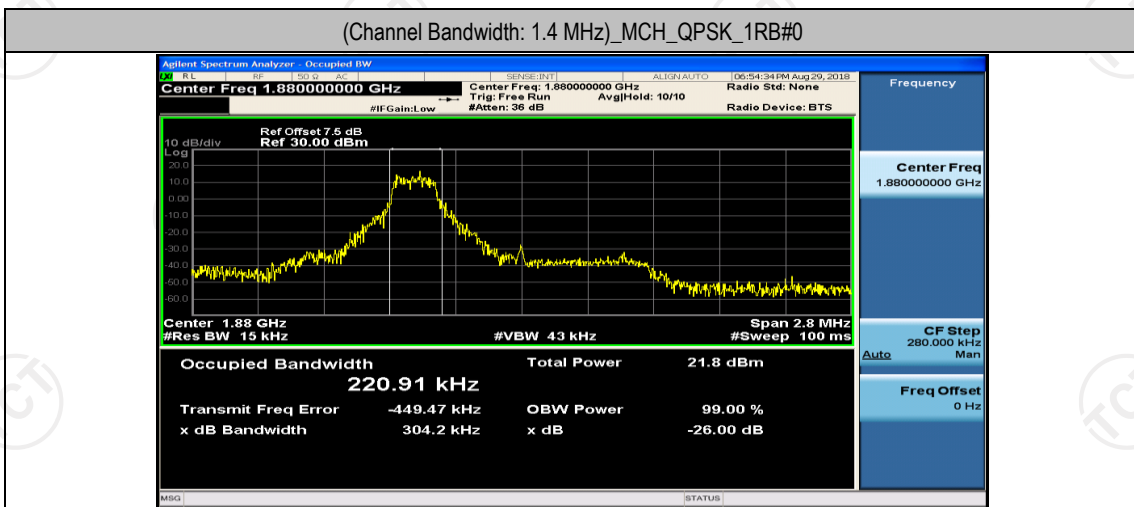 (Channel Bandwidth: 1.4 MHz)_MCH_QPSK_1RB#0
Agilent Spectrum Analyzer - Occupied BW
LXI RL RF 50 Ω AC SENSE:INT ALIGN AUTO 06:54:34 PM Aug 29, 2018
Center Freq 1.880000000 GHz Center Freq: 1.880000000 GHz Radio Std: None
Trig: Free Run Avg|Hold: 10/10
#IFGain:Low #Atten: 36 dB Radio Device: BTS
Frequency
Ref Offset 7.5 dB
10 dB/div Ref 30.00 dBm
Log
20.0
10.0
0.00
-10.0
-20.0
-30.0
-40.0
-50.0
-60.0
Center 1.88 GHz Span 2.8 MHz
#Res BW 15 kHz #VBW 43 kHz #Sweep 100 ms
Occupied Bandwidth Total Power 21.8 dBm
220.91 kHz
Transmit Freq Error -449.47 kHz OBW Power 99.00 %
x dB Bandwidth 304.2 kHz x dB -26.00 dB
Center Freq
1.880000000 GHz
CF Step
280.000 kHz
Auto Man
Freq Offset
0 Hz
MSG STATUS
TCT
TCT